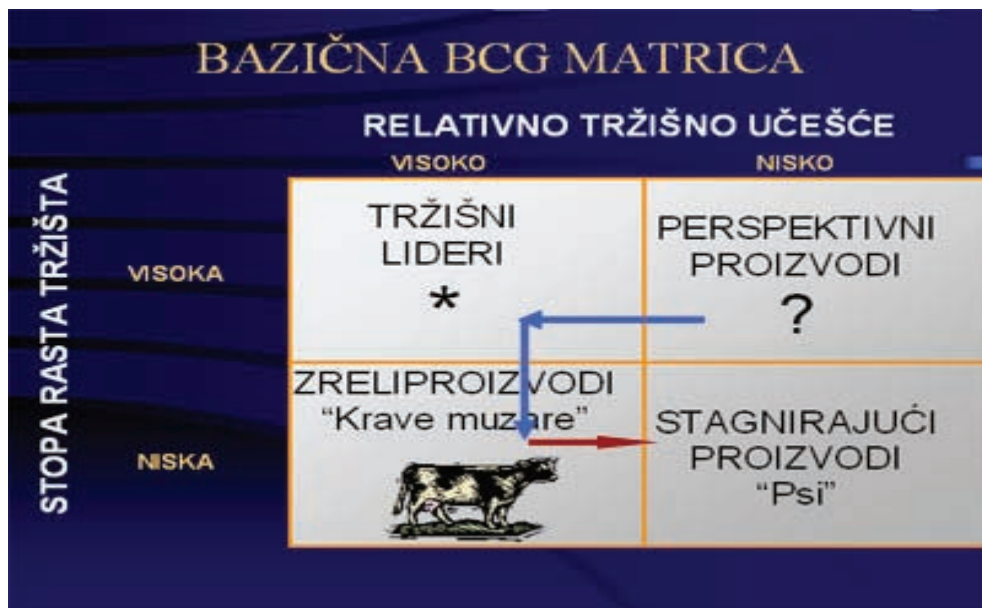 BAZIČNA BCG MATRICA
RELATIVNO TRŽIŠNO UČEŠĆE
VISOKO
NISKO
STOPA RASTA TRŽIŠTA
VISOKA
TRŽIŠNI
LIDERI
*
PERSPEKTIVNI
PROIZVODI
?
NISKA
ZRELIPROIZVODI
“Krave muzare”
STAGNIRAJUĆI
PROIZVODI
“Psi”